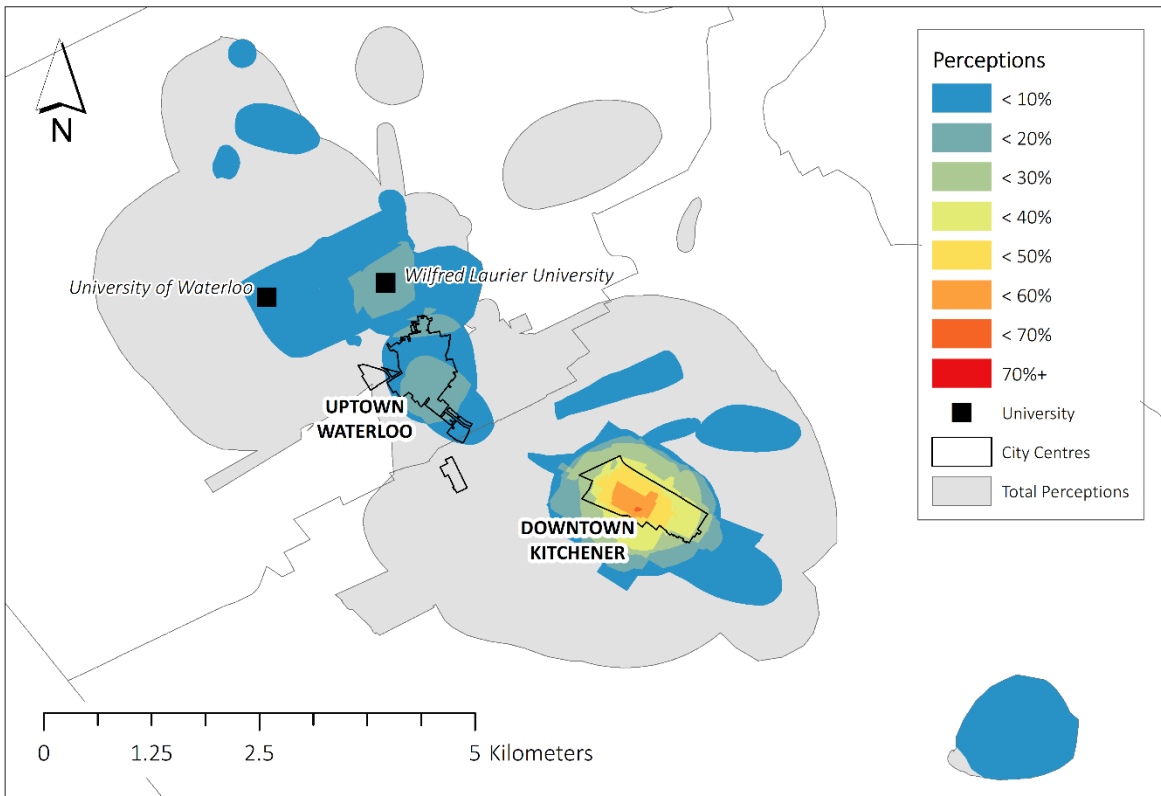 N
University of Waterloo
Wilfred Laurier University
UPTOWN
WATERLOO
DOWNTOWN
KITCHENER
0 1.25 2.5 5 Kilometers
Perceptions
< 10%
< 20%
< 30%
< 40%
< 50%
< 60%
< 70%
70%+
University
City Centres
Total Perceptions